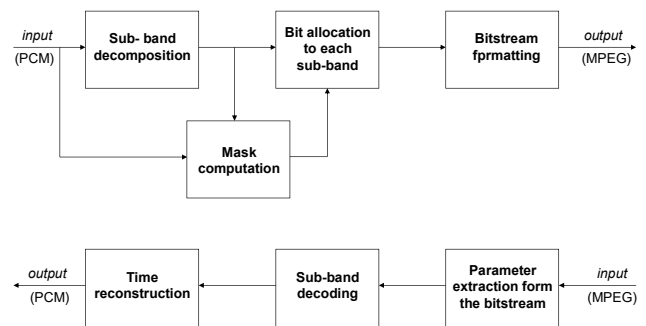 input
(PCM)
Sub- band
decomposition
Bit allocation
to each
sub-band
Bitstream
fprmatting
output
(MPEG)
Mask
computation
output
(PCM)
Time
reconstruction
Sub-band
decoding
Parameter
extraction form
the bitstream
input
(MPEG)